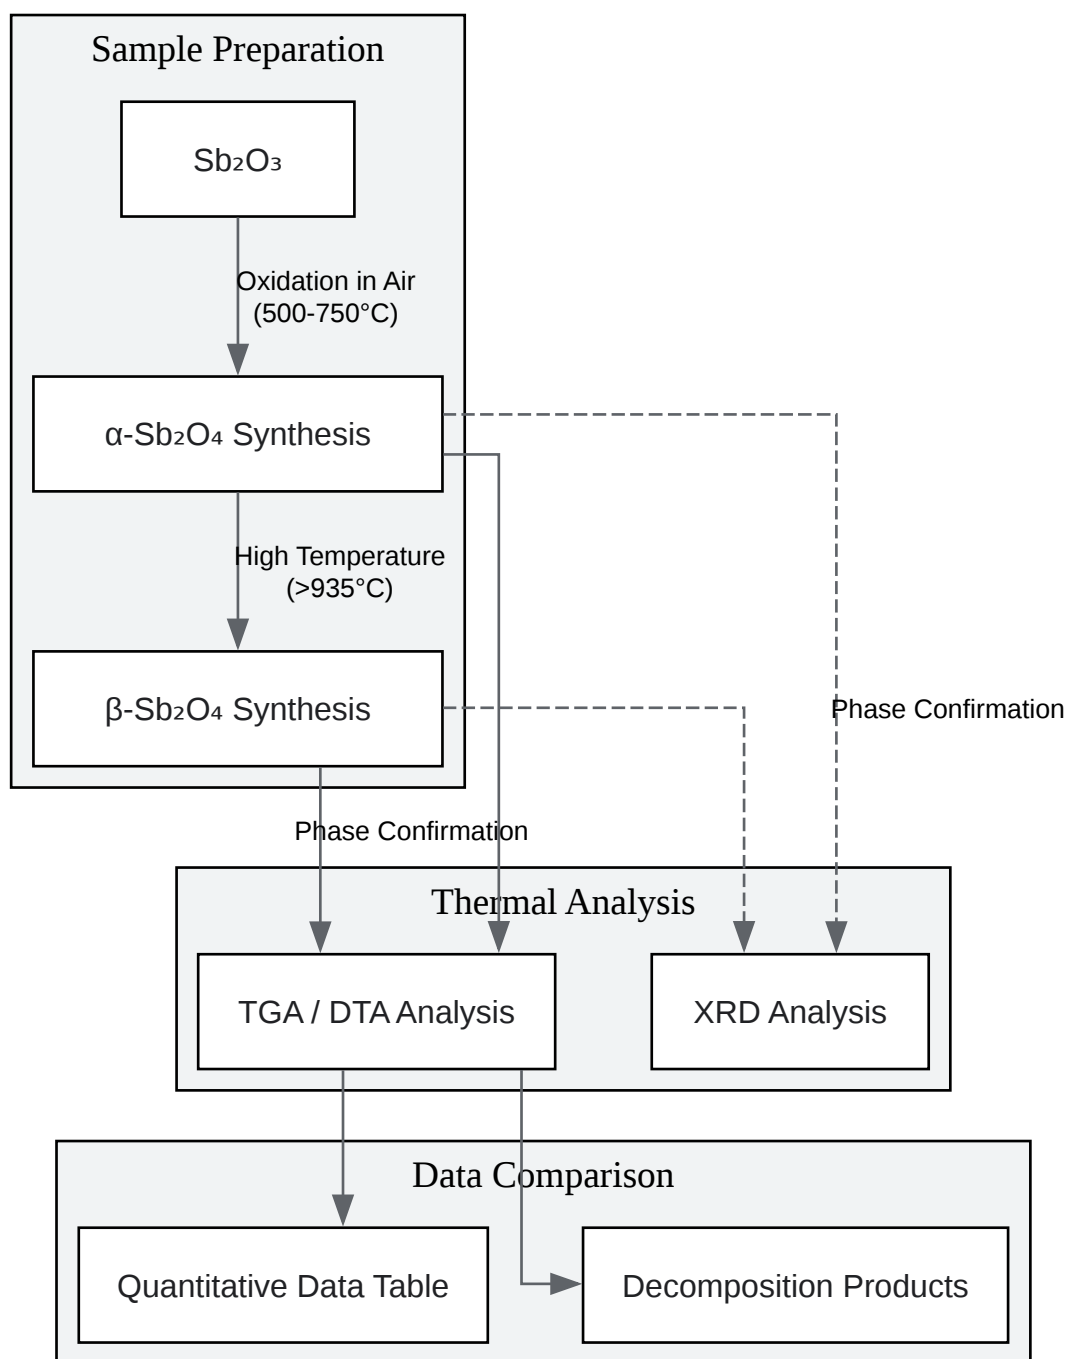 Sample Preparation
Sb₂O₃
Oxidation in Air
(500-750°C)
α-Sb₂O₄ Synthesis
High Temperature
(>935°C)
β-Sb₂O₄ Synthesis
Phase Confirmation
Phase Confirmation
Thermal Analysis
TGA / DTA Analysis
XRD Analysis
Data Comparison
Quantitative Data Table
Decomposition Products